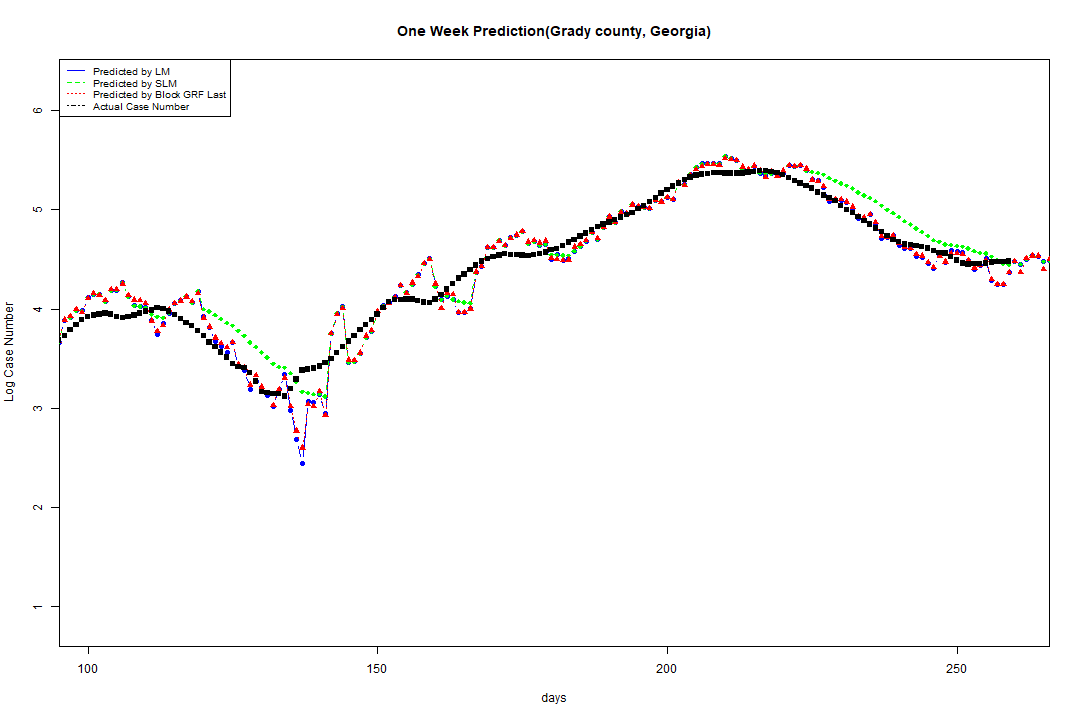 One Week Prediction(Grady county, Georgia)
Predicted by LM
Predicted by SLM
Predicted by Block GRF Last
Actual Case Number
6
5
4
3
2
1
Log Case Number
100 150 200 250
days